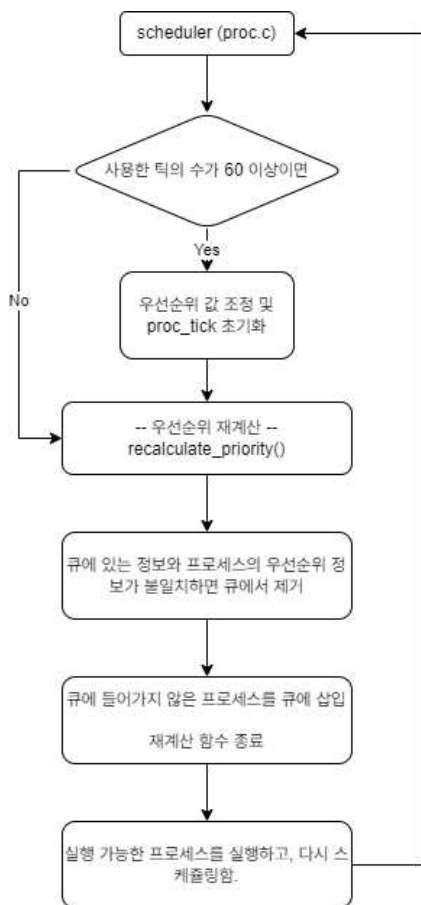 scheduler (proc.c)
사용한 틱의 수가 60 이상이면
Yes
No
우선순위 값 조정 및
proc_tick 초기화
-- 우선순위 재계산 --
recalculate_priority()
큐에 있는 정보와 프로세스의 우선순위 정
보가 불일치하면 큐에서 제거
큐에 들어가지 않은 프로세스를 큐에 삽입
재계산 함수 종료
실행 가능한 프로세스를 실행하고, 다시 스
케쥴링함.